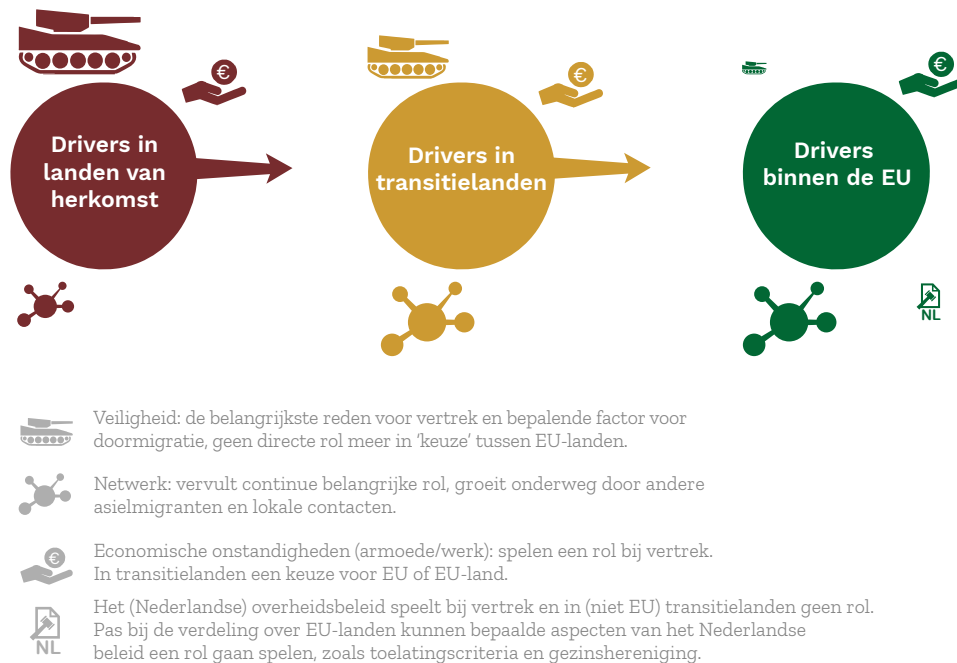 €
€
€
Drivers in
landen van
herkomst
Drivers in
transitielanden
Drivers
binnen de EU
NL
Veiligheid: de belangrijkste reden voor vertrek en bepalende factor voor
doormigratie, geen directe rol meer in ‘keuze’ tussen EU-landen.
Netwerk: vervult continue belangrijke rol, groeit onderweg door andere
asielmigranten en lokale contacten.
€
Economische onstandigheden (armoede/werk): spelen een rol bij vertrek.
In transitielanden een keuze voor EU of EU-land.
NL
Het (Nederlandse) overheidsbeleid speelt bij vertrek en in (niet EU) transitielanden geen rol.
Pas bij de verdeling over EU-landen kunnen bepaalde aspecten van het Nederlandse
beleid een rol gaan spelen, zoals toelatingscriteria en gezinshereniging.